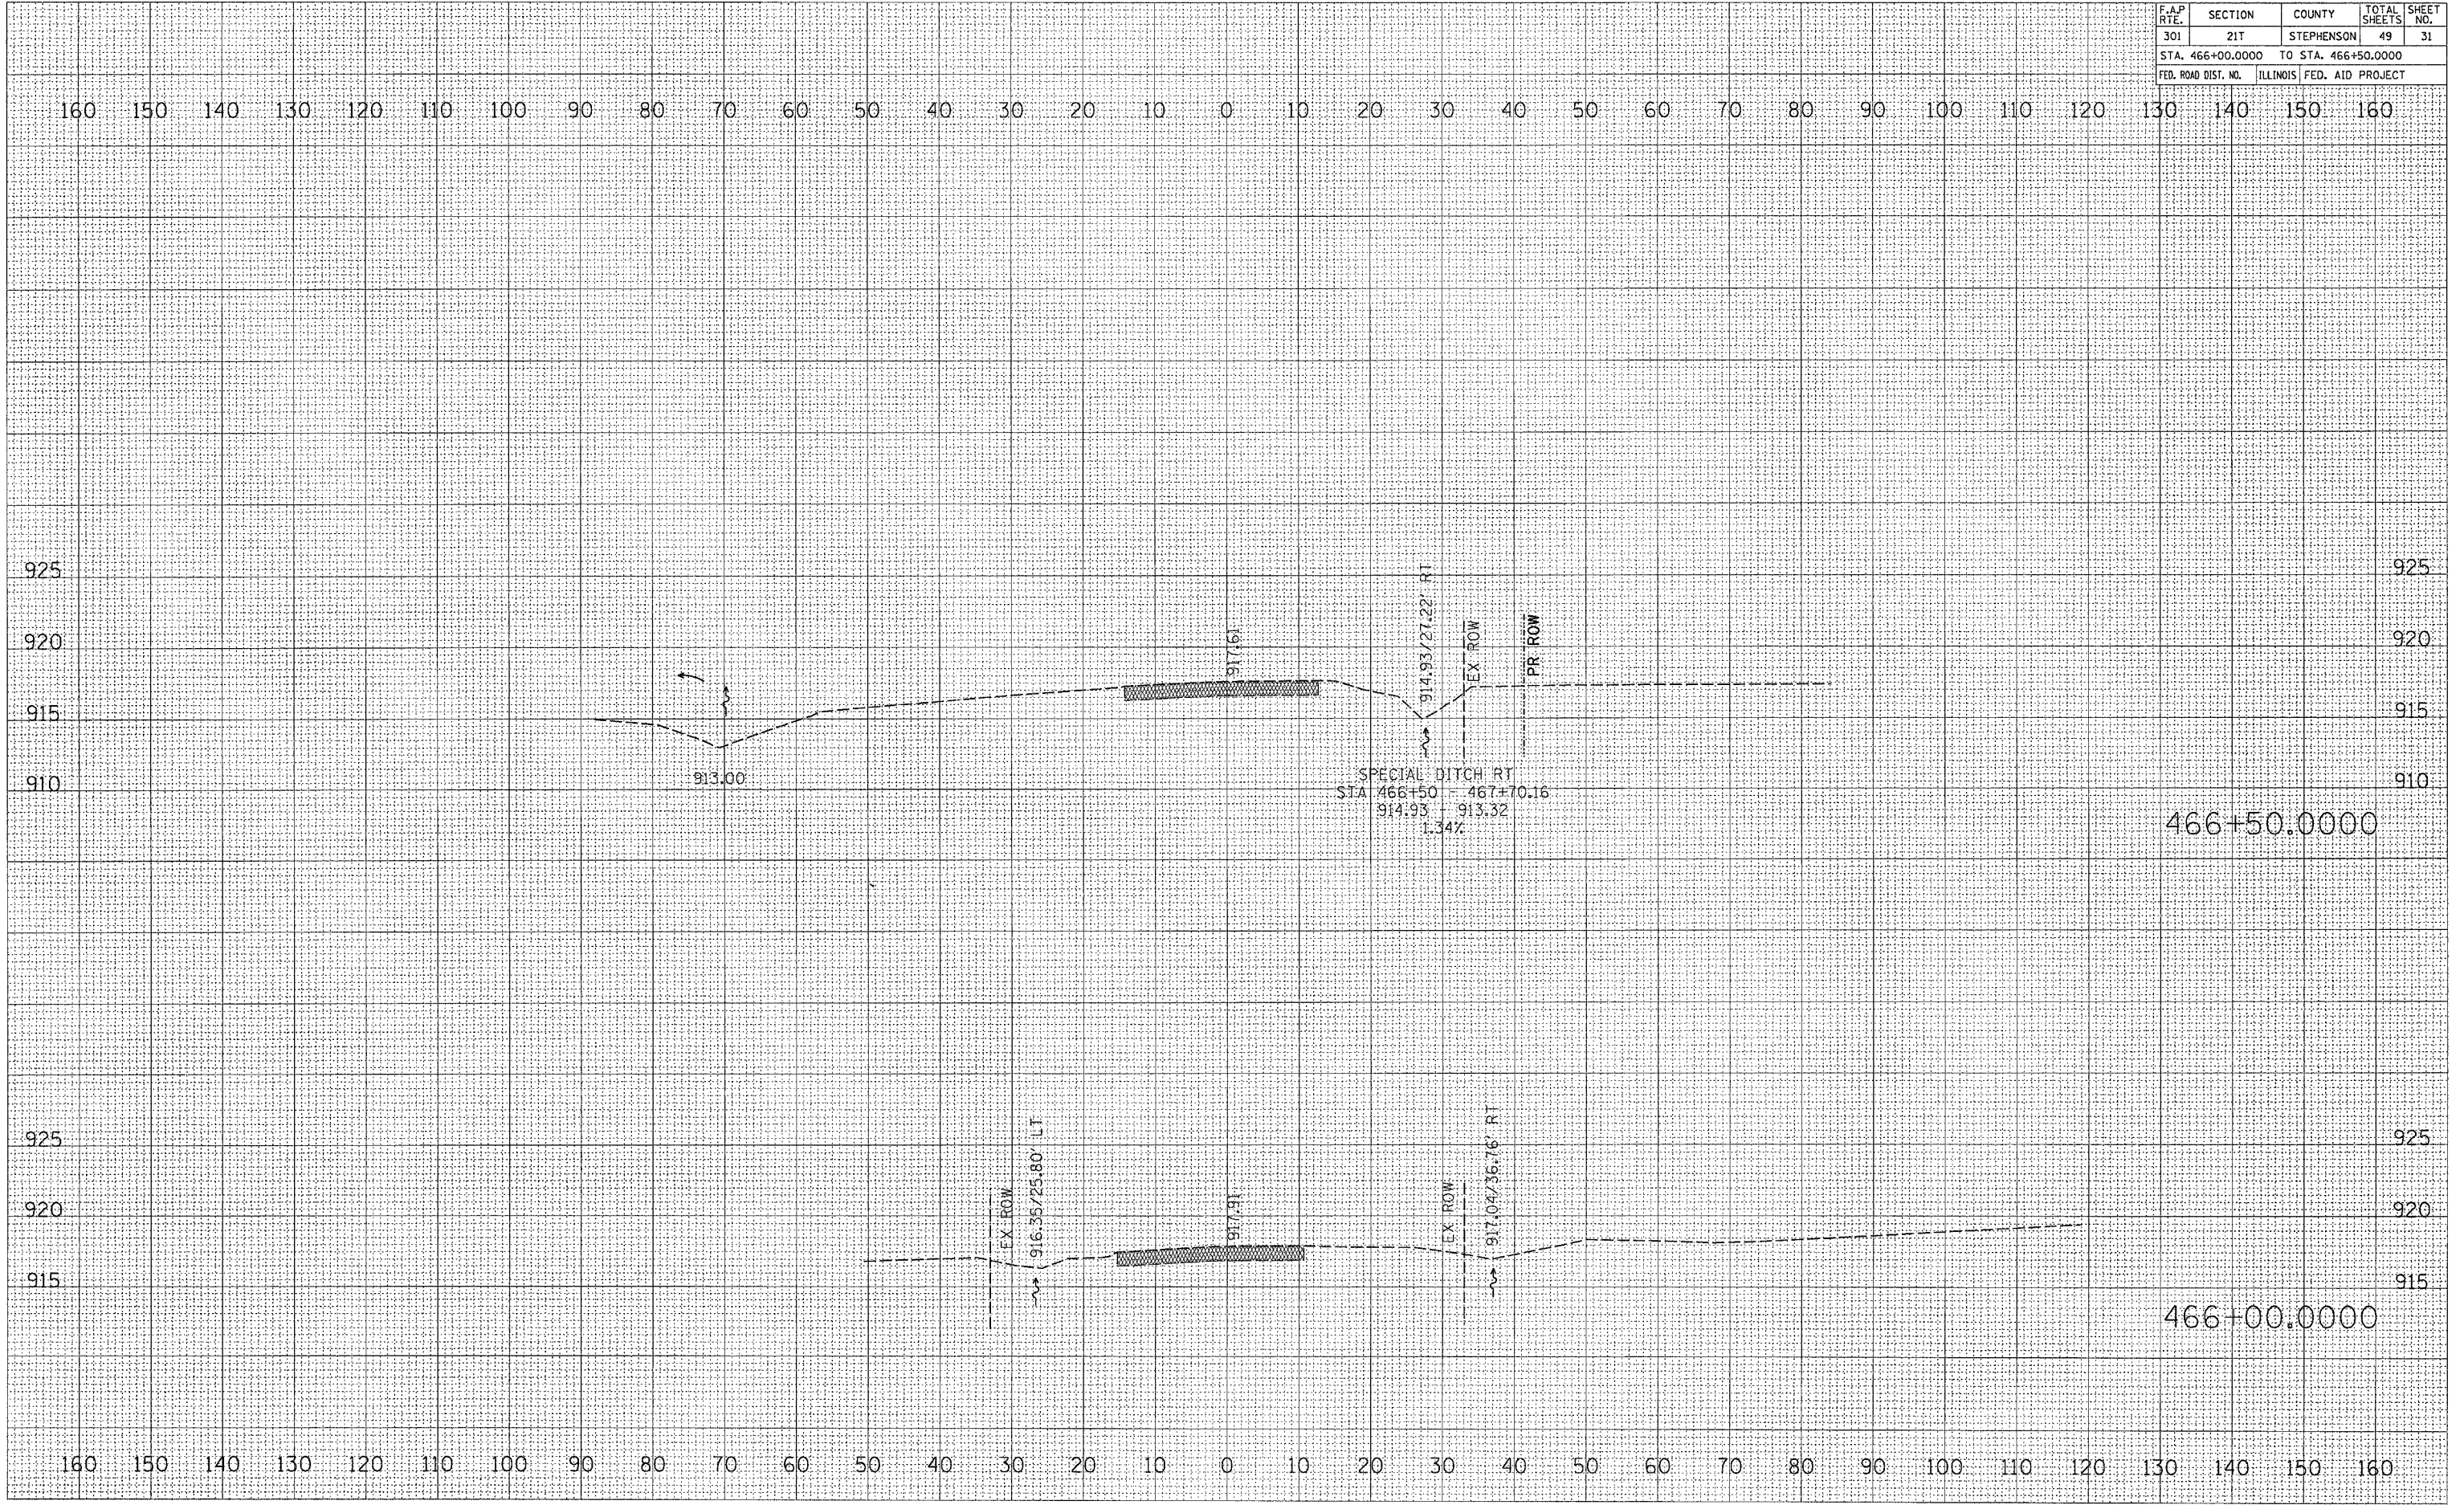 F.A.P RTE. SECTION COUNTY TOTAL SHEETS SHEET NO.
301 21T STEPHENSON 49 31
STA. 466+00.0000 TO STA. 466+50.0000
FED. ROAD DIST. NO. ILLINOIS FED. AID PROJECT
160 150 140 130 120 110 100 90 80 70 60 50 40 30 20 10 0 10 20 30 40 50 60 70 80 90 100 110 120 130 140 150 160
925 925
920 920
915 915
910 910
917.61
914.93/27.22' RT
EX ROW
PR ROW
913.00
SPECIAL DITCH RT
STA 466+50 - 467+70.16
914.93 - 913.32
1.34%
466+50.0000
925 925
920 920
915 915
EX ROW
916.35/25.80' LT
917.91
EX ROW
917.04/36.76' RT
466+00.0000
160 150 140 130 120 110 100 90 80 70 60 50 40 30 20 10 0 10 20 30 40 50 60 70 80 90 100 110 120 130 140 150 160